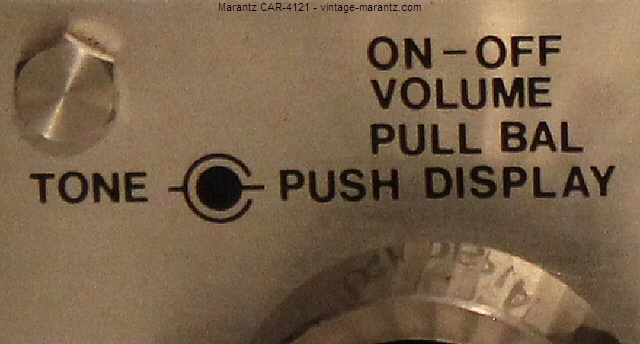 Marantz CAR-4121 - vintage-marantz.com
ON-OFF
VOLUME
PULL BAL
TONE PUSH DISPLAY